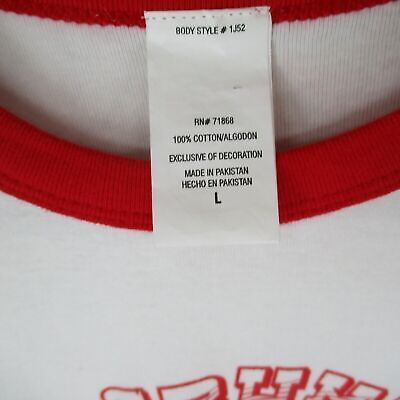 BODY STYLE # 1J52
RN# 71868
100% COTTON/ALGODON
EXCLUSIVE OF DECORATION
MADE IN PAKISTAN
HECHO EN PAKISTAN
L